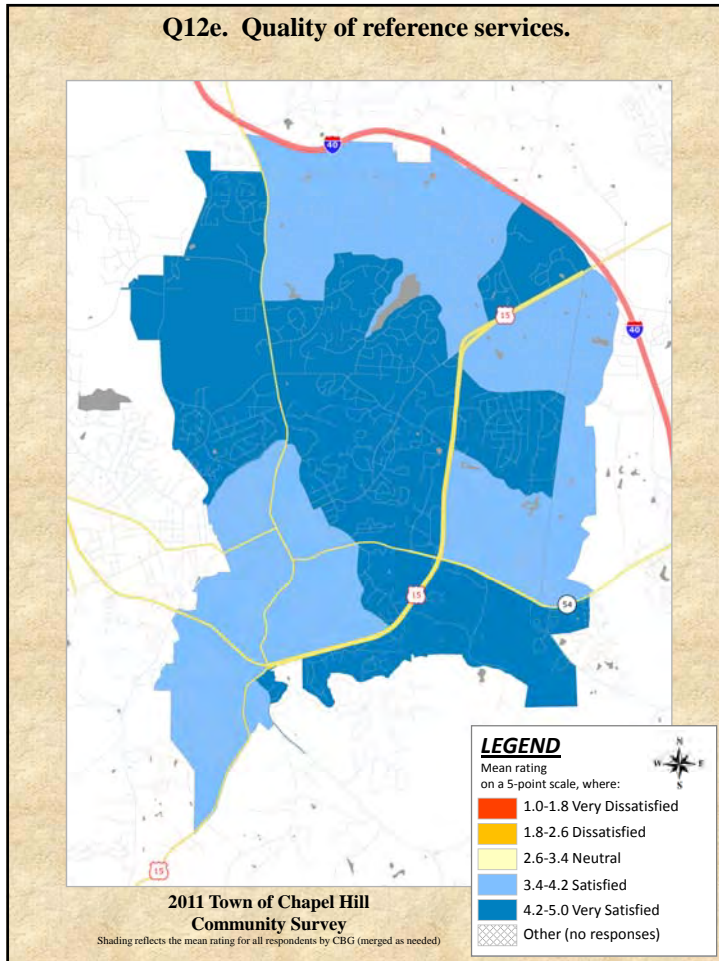 Q12e. Quality of reference services.
40
15
40
54
15
15
LEGEND
Mean rating
on a 5-point scale, where:
N
W E
S
1.0-1.8 Very Dissatisfied
1.8-2.6 Dissatisfied
2.6-3.4 Neutral
3.4-4.2 Satisfied
4.2-5.0 Very Satisfied
Other (no responses)
2011 Town of Chapel Hill
Community Survey
Shading reflects the mean rating for all respondents by CBG (merged as needed)